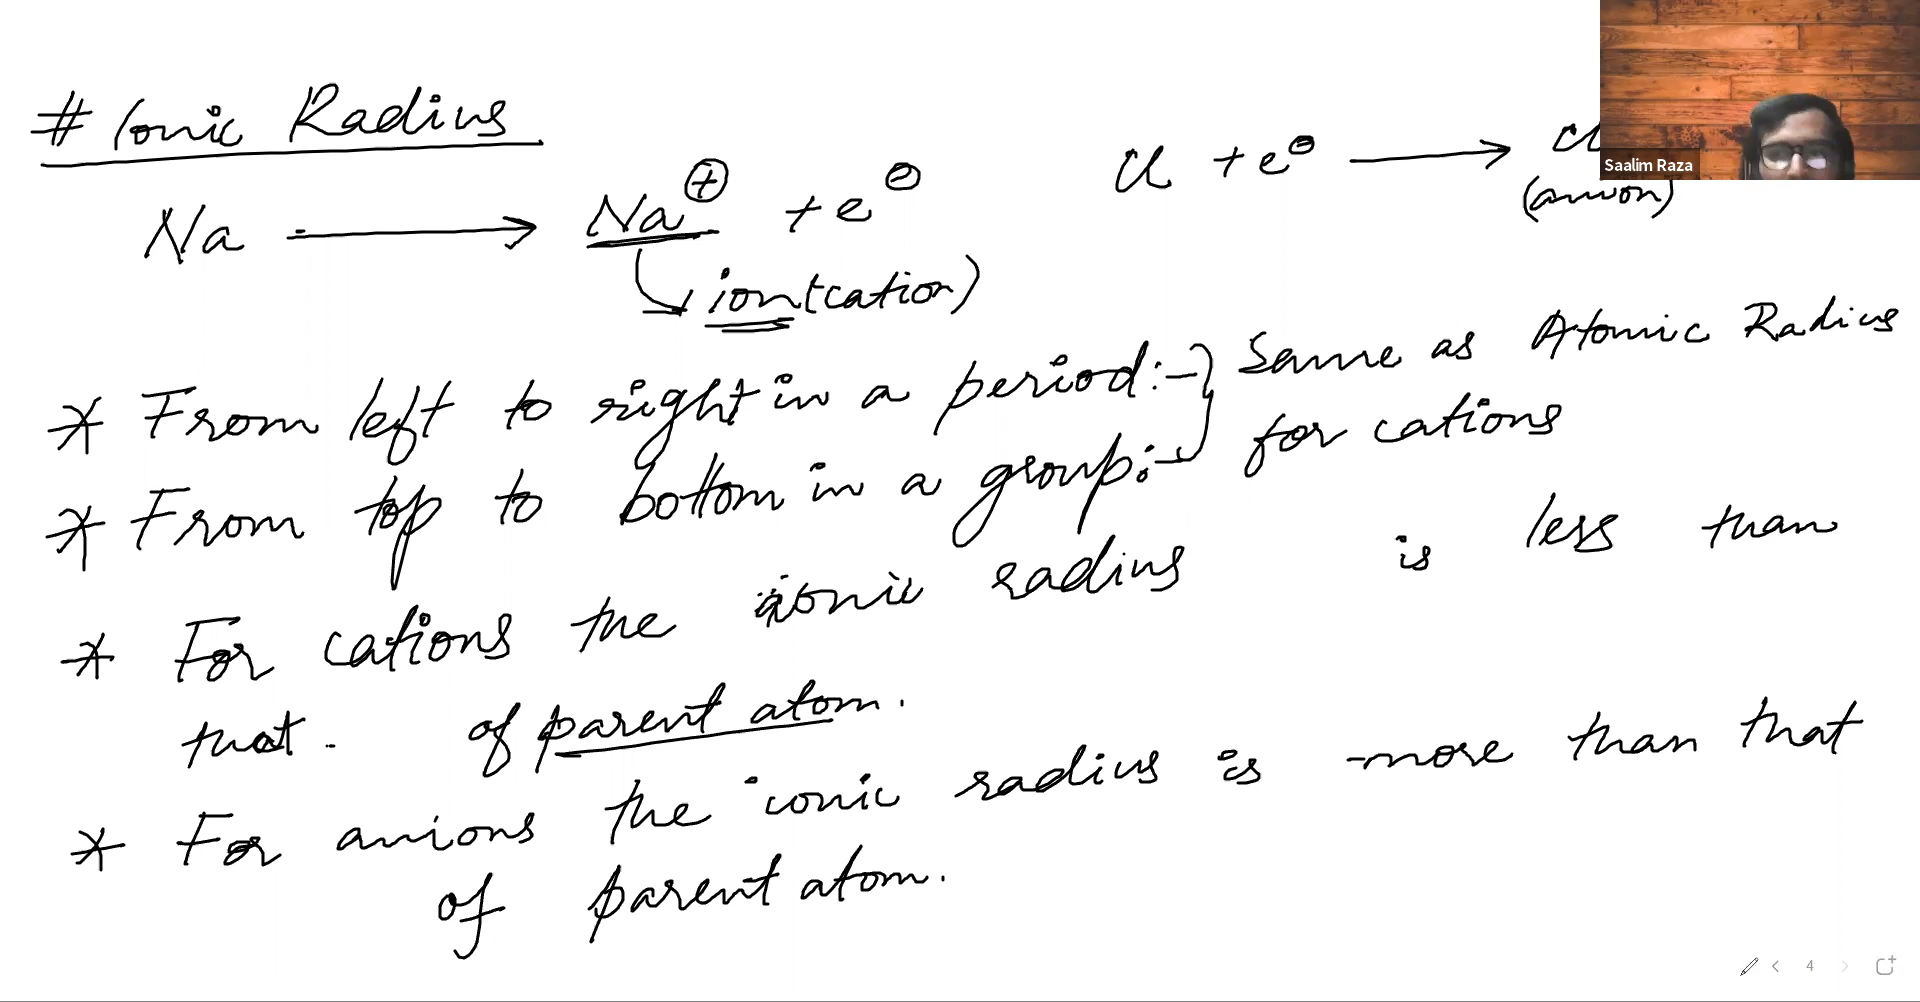 # Ionic Radius
Na → Na⊕ + e⊖
ion (cation)
Cl + e⊖ → Cl
(anion)
Saalim Raza
* From left to right in a period:- } Same as Atomic Radius
* From top to bottom in a group:- } for cations
* For cations the ionic radius is less than
that of parent atom.
* For anions the ionic radius is more than that
of parent atom.
4